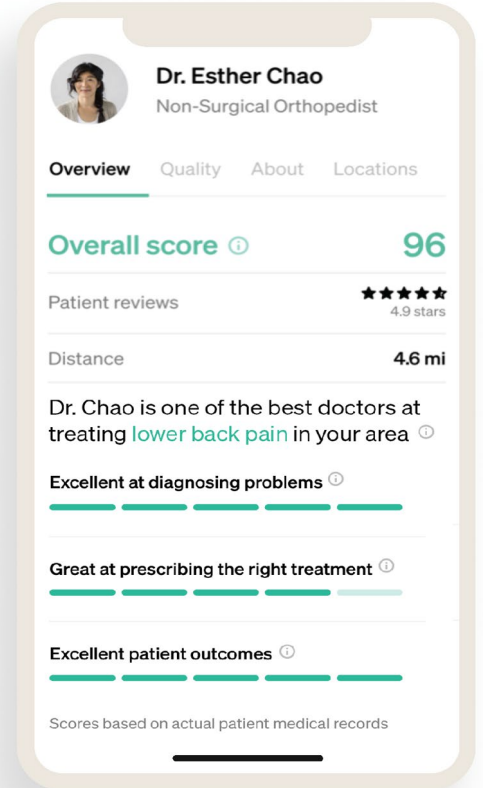 Dr. Esther Chao
Non-Surgical Orthopedist
Overview Quality About Locations
Overall score 96
Patient reviews
4.9 stars
Distance 4.6 mi
Dr. Chao is one of the best doctors at
treating lower back pain in your area
Excellent at diagnosing problems
Great at prescribing the right treatment
Excellent patient outcomes
Scores based on actual patient medical records